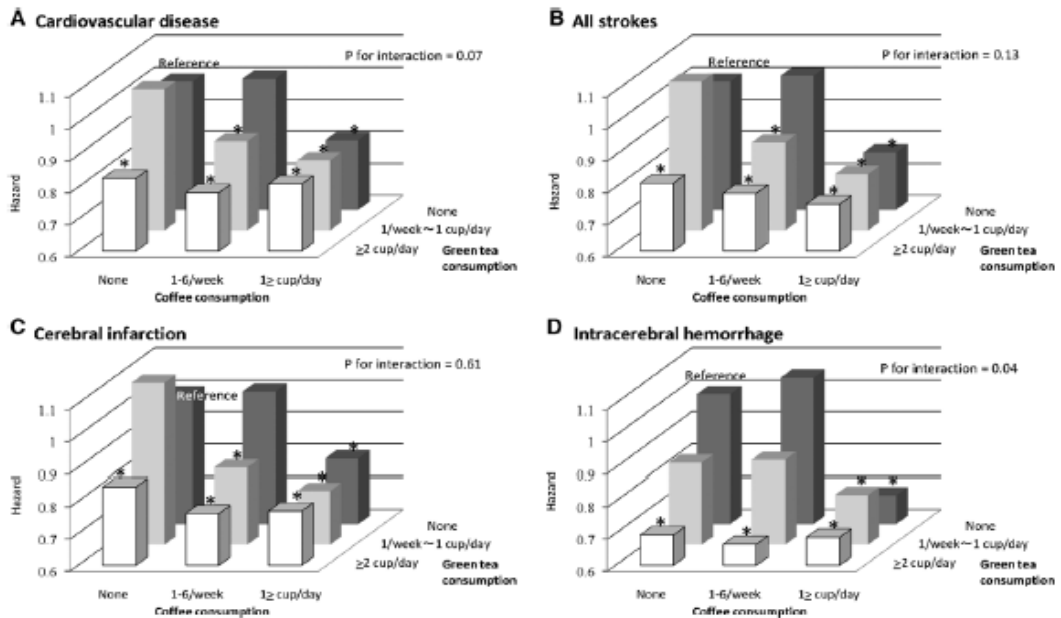 A Cardiovascular disease
P for interaction = 0.07
Reference
1.1
1
0.9
0.8
0.7
0.6
Hazard
* * * * * *
None
1/week~1 cup/day
≥2 cup/day
Green tea consumption
None 1-6/week 1≥ cup/day
Coffee consumption
B All strokes
P for interaction = 0.13
Reference
1.1
1
0.9
0.8
0.7
0.6
Hazard
* * * * * *
None
1/week~1 cup/day
≥2 cup/day
Green tea consumption
None 1-6/week 1≥ cup/day
Coffee consumption
C Cerebral infarction
P for interaction = 0.61
Reference
1.1
1
0.9
0.8
0.7
0.6
Hazard
* * * * * *
None
1/week~1 cup/day
≥2 cup/day
Green tea consumption
None 1-6/week 1≥ cup/day
Coffee consumption
D Intracerebral hemorrhage
P for interaction = 0.04
Reference
1.1
1
0.9
0.8
0.7
0.6
Hazard
* * * * *
None
1/week~1 cup/day
≥2 cup/day
Green tea consumption
None 1-6/week 1≥ cup/day
Coffee consumption